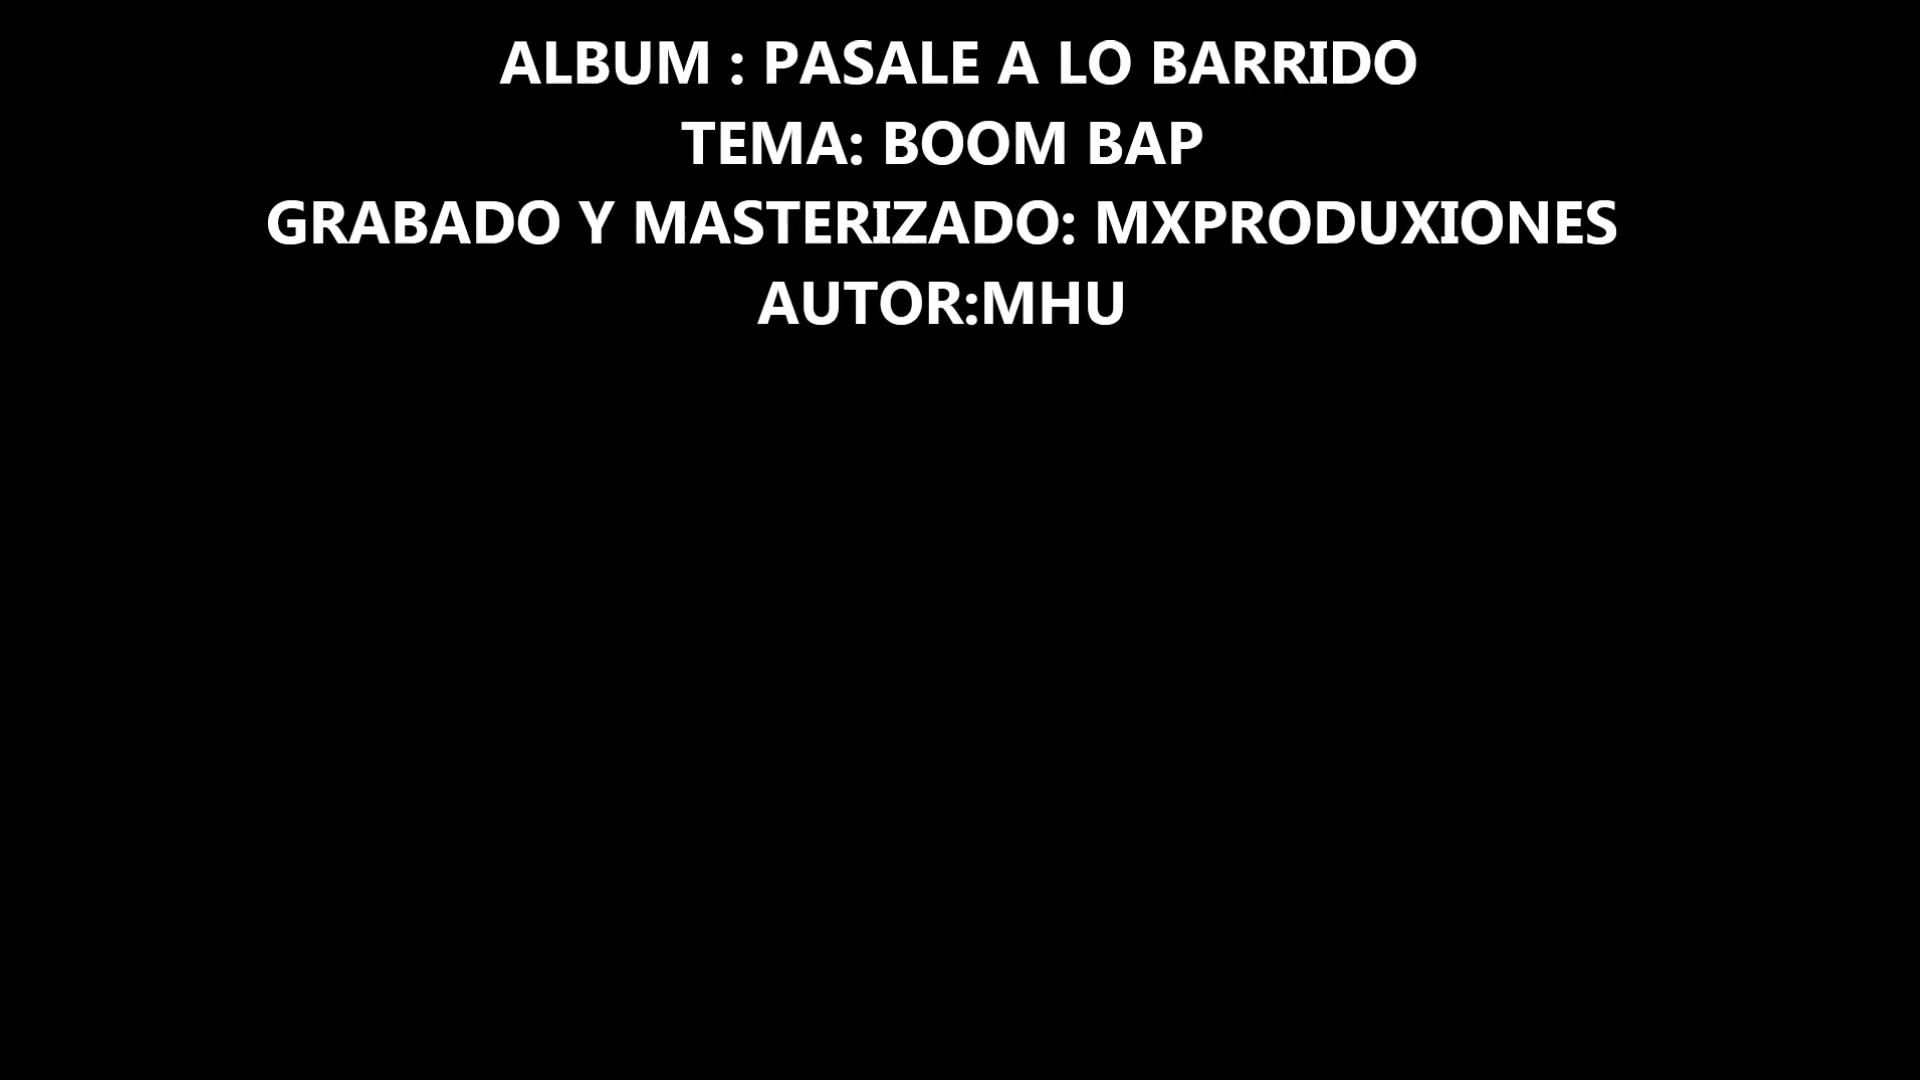 ALBUM : PASALE A LO BARRIDO
TEMA: BOOM BAP
GRABADO Y MASTERIZADO: MXPRODUXIONES
AUTOR:MHU